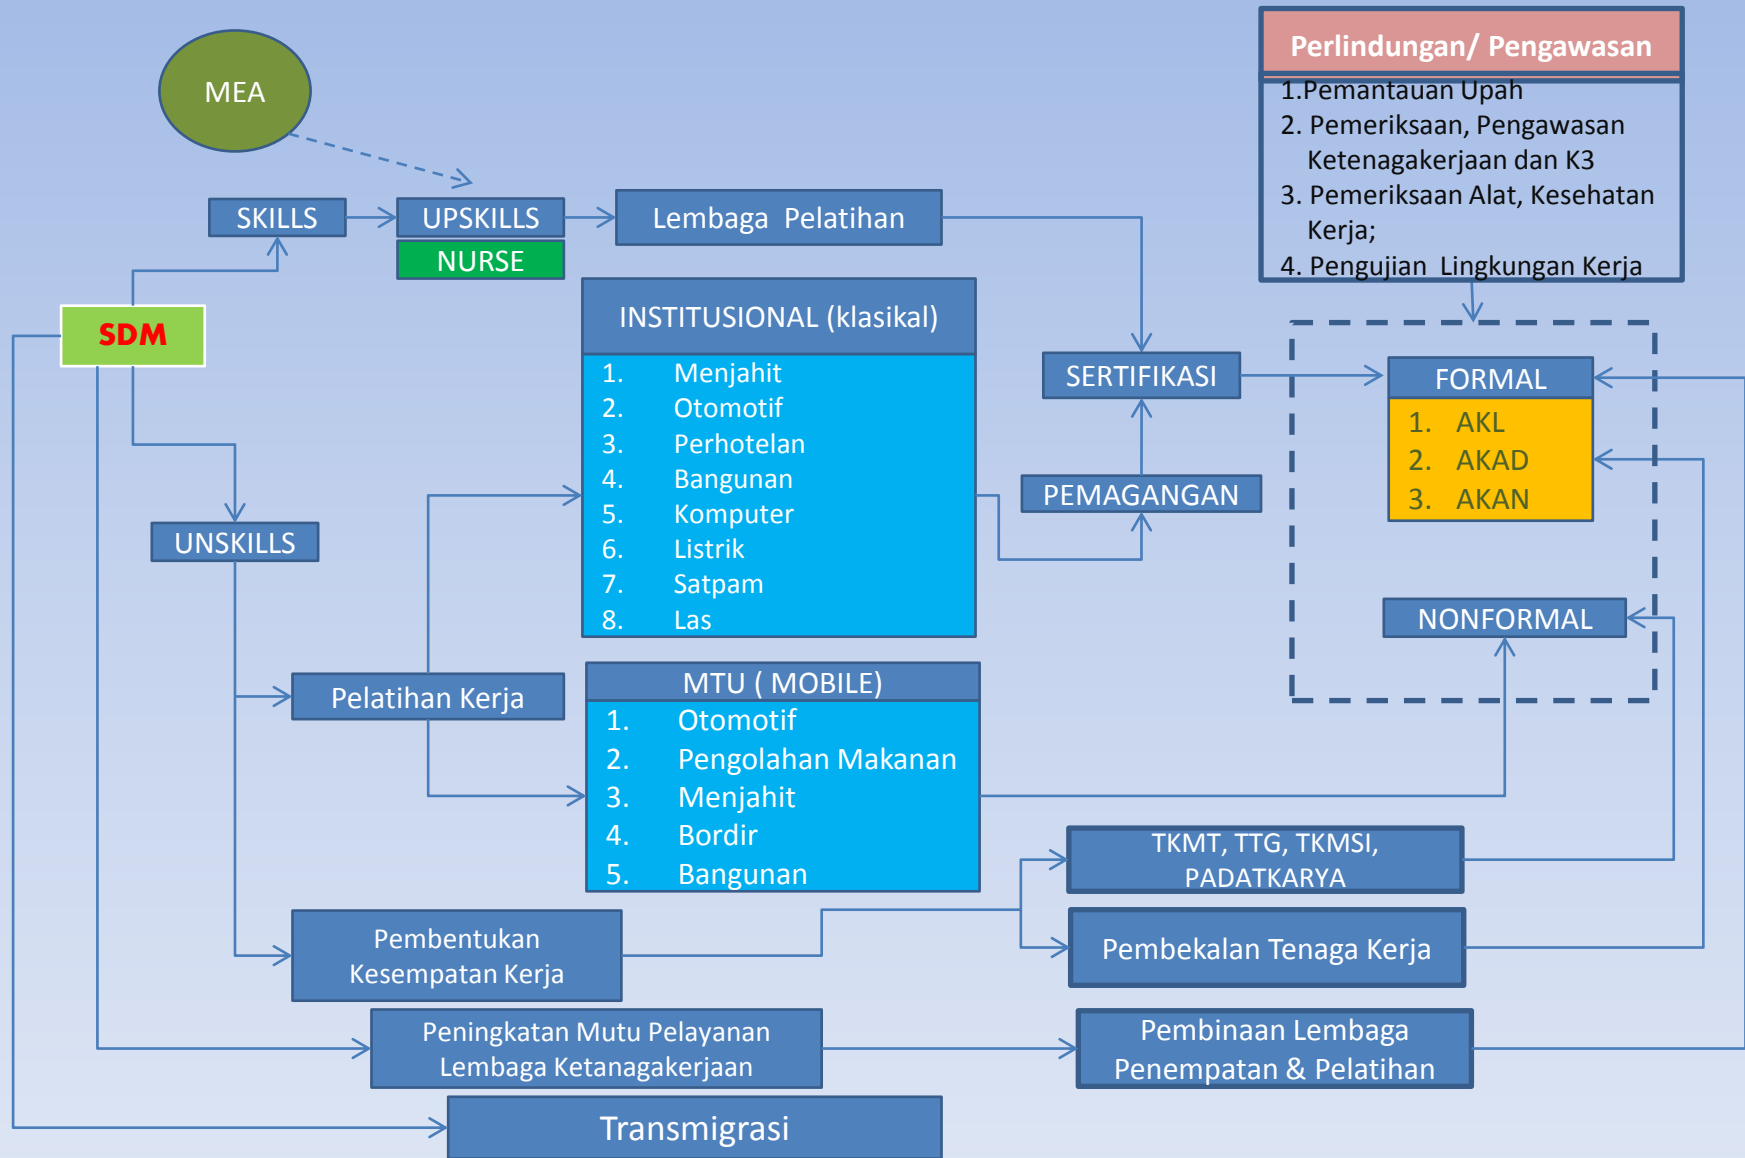 MEA
Perlindungan/ Pengawasan
1.Pemantauan Upah
2. Pemeriksaan, Pengawasan
Ketenagakerjaan dan K3
3. Pemeriksaan Alat, Kesehatan
Kerja;
4. Pengujian Lingkungan Kerja
SKILLS
UPSKILLS
NURSE
Lembaga Pelatihan
SDM
INSTITUSIONAL (klasikal)
1. Menjahit
2. Otomotif
3. Perhotelan
4. Bangunan
5. Komputer
6. Listrik
7. Satpam
8. Las
SERTIFIKASI
PEMAGANGAN
FORMAL
1. AKL
2. AKAD
3. AKAN
UNSKILLS
NONFORMAL
Pelatihan Kerja
MTU ( MOBILE)
1. Otomotif
2. Pengolahan Makanan
3. Menjahit
4. Bordir
5. Bangunan
TKMT, TTG, TKMSI,
PADATKARYA
Pembentukan
Kesempatan Kerja
Pembekalan Tenaga Kerja
Peningkatan Mutu Pelayanan
Lembaga Ketanagakerjaan
Pembinaan Lembaga
Penempatan & Pelatihan
Transmigrasi